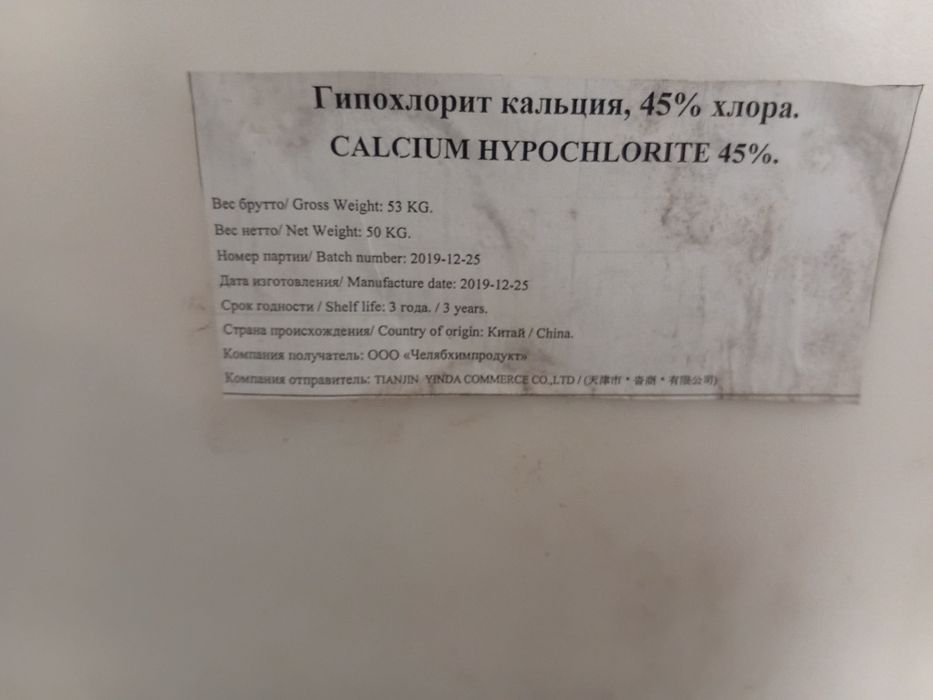 Гипохлорит кальция, 45% хлора.
CALCIUM HYPOCHLORITE 45%.
Вес брутто/ Gross Weight: 53 KG.
Вес нетто/ Net Weight: 50 KG.
Номер партии/ Batch number: 2019-12-25
Дата изготовления/ Manufacture date: 2019-12-25
Срок годности / Shelf life: 3 года. / 3 years.
Страна происхождения/ Country of origin: Китай / China.
Компания получатель: ООО «Челябхимпродукт»
Компания отправитель: TIANJIN YINDA COMMERCE CO.,LTD / (天津市 * 商 * 有限公司)